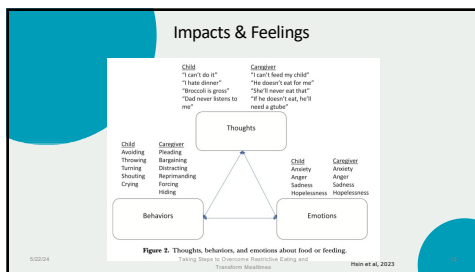 Impacts & Feelings
Child
"I can't do it"
"I hate dinner"
"Broccoli is gross"
"Dad never listens to
me"
Caregiver
"I can't feed my child"
"He doesn't eat for me"
"She'll never eat that"
"If he doesn't eat, he'll
need a gtube"
Thoughts
Child
Avoiding
Throwing
Turning
Shouting
Crying
Caregiver
Pleading
Bargaining
Distracting
Reprimanding
Forcing
Hiding
Child
Anxiety
Anger
Sadness
Hopelessness
Caregiver
Anxiety
Anger
Sadness
Hopelessness
Behaviors
Emotions
Figure 2. Thoughts, behaviors, and emotions about food or feeding.
5/22/24
Taking Steps to Overcome Restrictive Eating and
Transform Mealtimes
Hsin et al, 2023